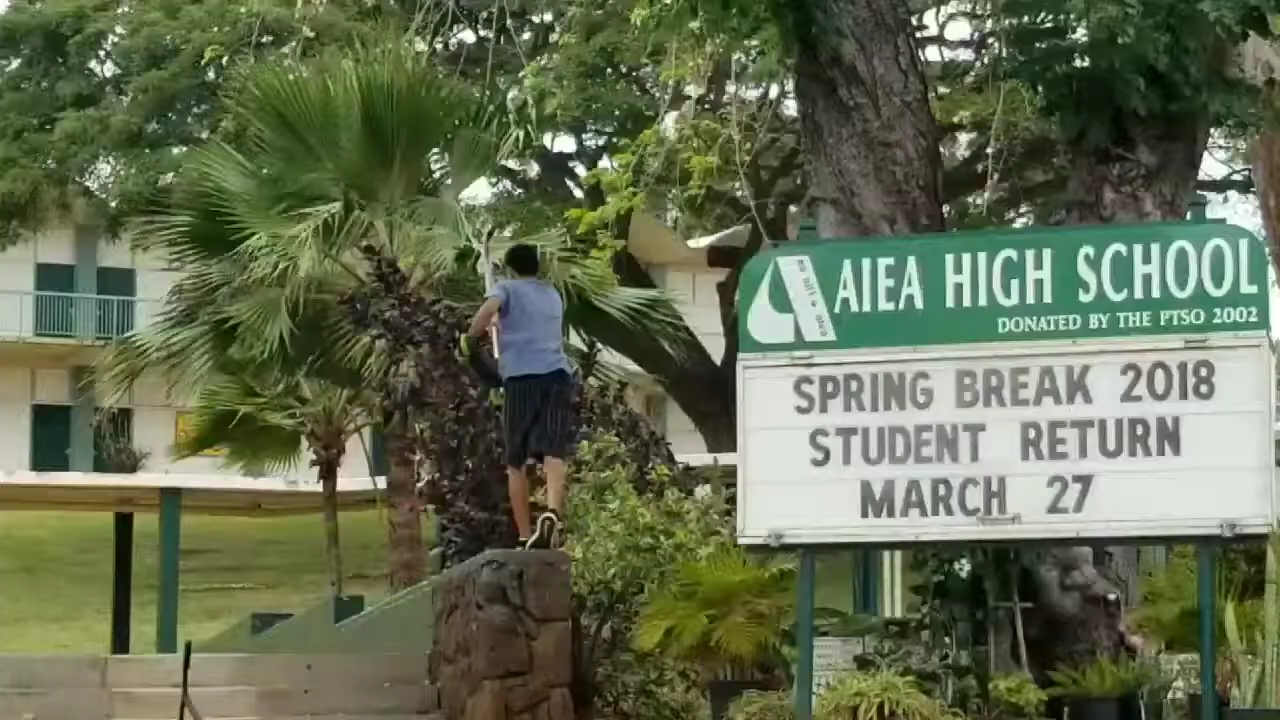 AIEA HIGH SCHOOL
DONATED BY THE PTSO 2002
SPRING BREAK 2018
STUDENT RETURN
MARCH 27